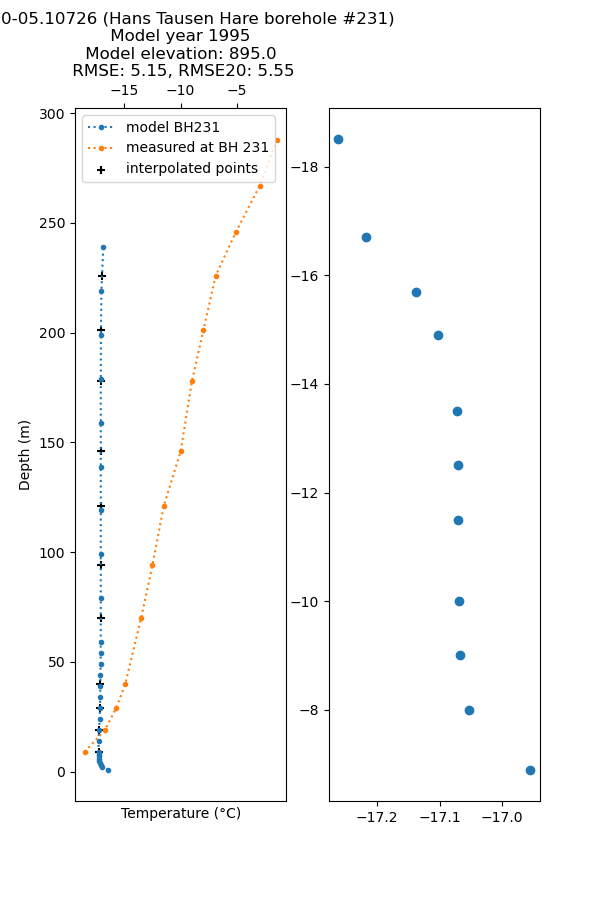 0-05.10726 (Hans Tausen Hare borehole #231)
Model year 1995
Model elevation: 895.0
RMSE: 5.15, RMSE20: 5.55
−15 −10 −5
300
250
200
150
100
50
0
Depth (m)
Temperature (°C)
model BH231
measured at BH 231
interpolated points
−18
−16
−14
−12
−10
−8
−17.2 −17.1 −17.0